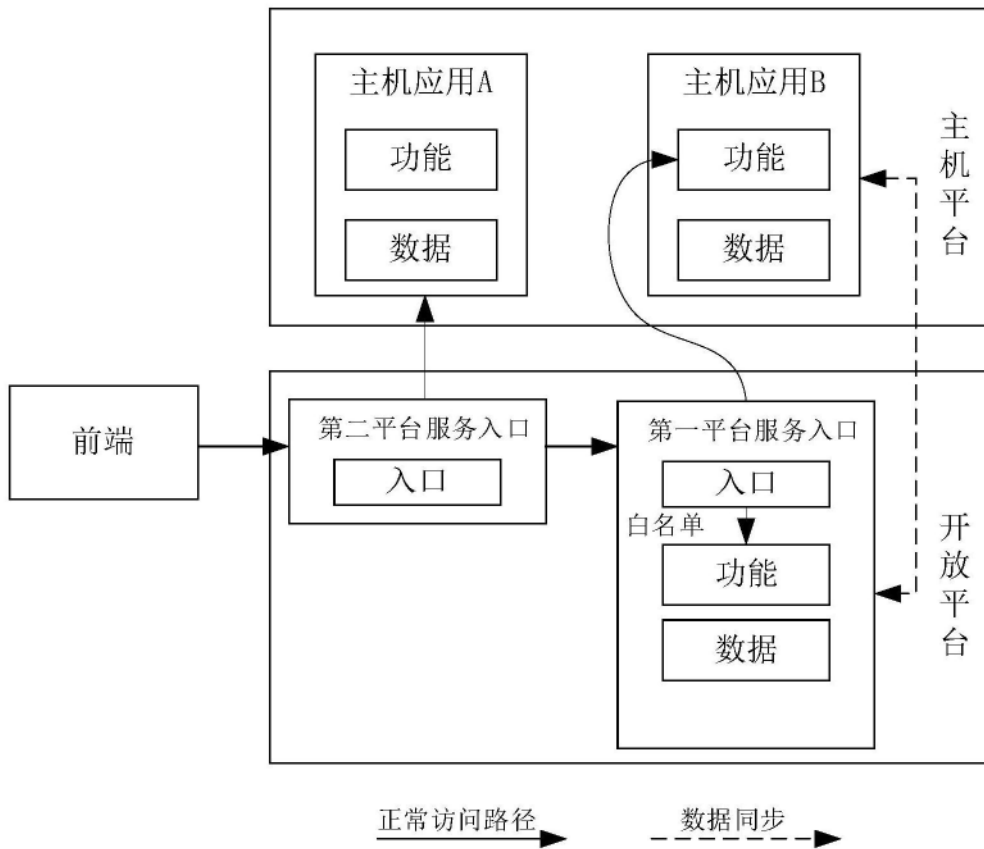 主机应用A
功能
数据
主机应用B
功能
数据
主机平台
前端
第二平台服务入口
入口
第一平台服务入口
入口
白名单
功能
数据
开放平台
正常访问路径
数据同步